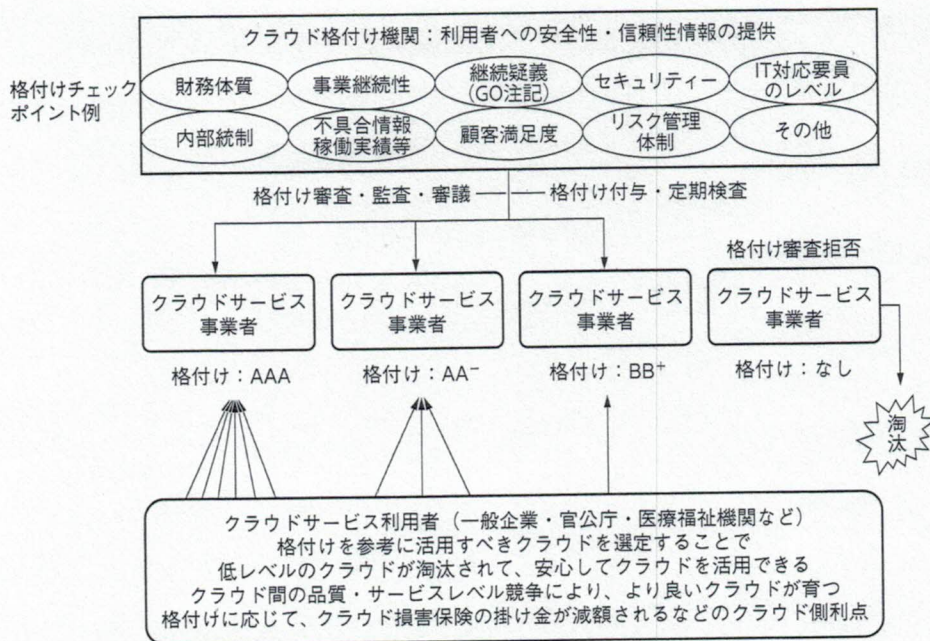 クラウド格付け機関：利用者への安全性・信頼性情報の提供
格付けチェック
ポイント例
財務体質
事業継続性
継続疑義
(GO注記)
セキュリティー
IT対応要員
のレベル
内部統制
不具合情報
稼働実績等
顧客満足度
リスク管理
体制
その他
格付け審査・監査・審議
格付け付与・定期検査
格付け審査拒否
クラウドサービス
事業者
クラウドサービス
事業者
クラウドサービス
事業者
クラウドサービス
事業者
格付け：AAA
格付け：AA⁻
格付け：BB⁺
格付け：なし
淘汰
クラウドサービス利用者（一般企業・官公庁・医療福祉機関など）
格付けを参考に活用すべきクラウドを選定することで
低レベルのクラウドが淘汰されて、安心してクラウドを活用できる
クラウド間の品質・サービスレベル競争により、より良いクラウドが育つ
格付けに応じて、クラウド損害保険の掛け金が減額されるなどのクラウド側利点